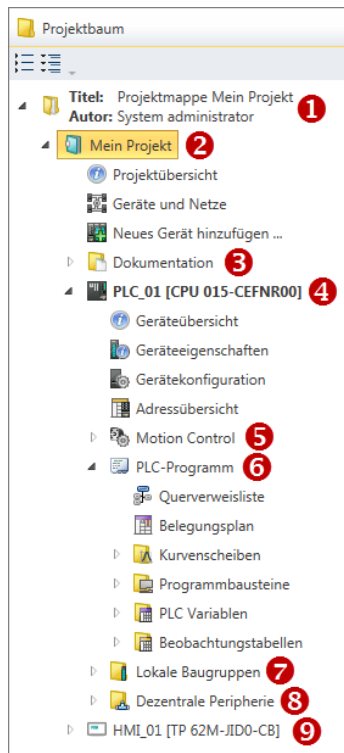 Projektbaum
Titel: Projektmappe Mein Projekt
Autor: System administrator 1
Mein Projekt 2
Projektübersicht
Geräte und Netze
Neues Gerät hinzufügen ...
Dokumentation 3
PLC_01 [CPU 015-CEFNR00] 4
Geräteübersicht
Geräteeigenschaften
Gerätekonfiguration
Adressübersicht
Motion Control 5
PLC-Programm 6
Querverweisliste
Belegungsplan
Kurvenscheiben
Programmbausteine
PLC Variablen
Beobachtungstabellen
Lokale Baugruppen 7
Dezentrale Peripherie 8
HMI_01 [TP 62M-JID0-CB] 9